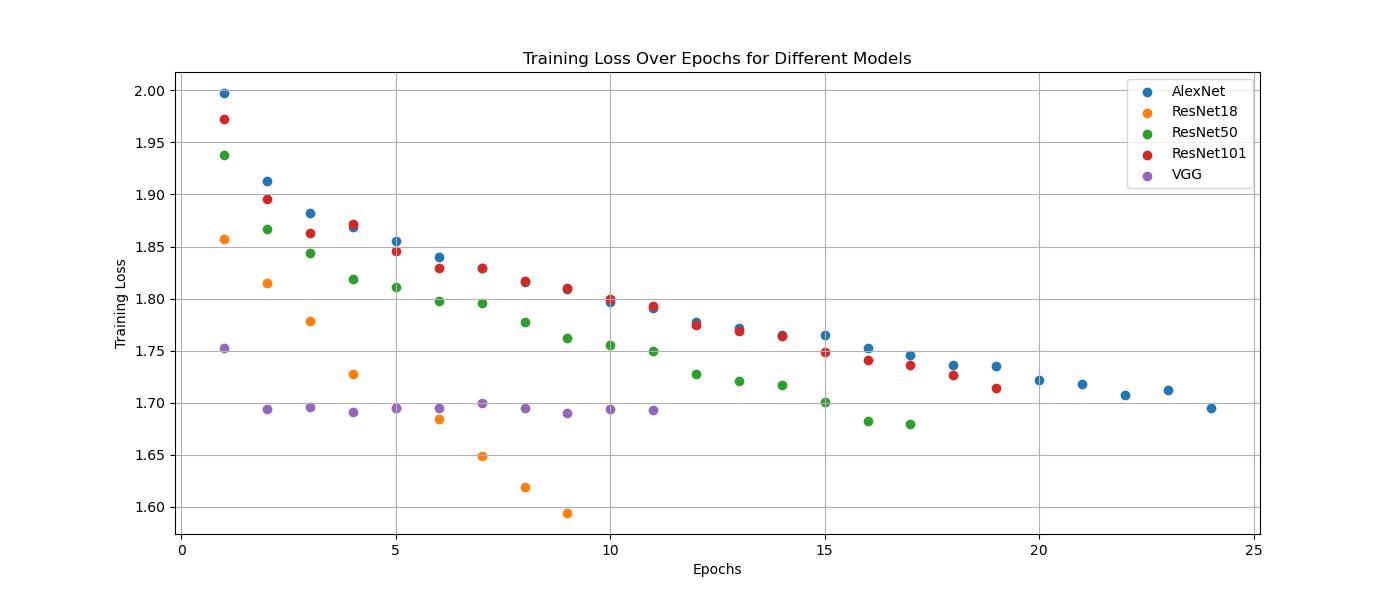 Training Loss Over Epochs for Different Models
2.00
1.95
1.90
1.85
1.80
1.75
1.70
1.65
1.60
Training Loss
AlexNet
ResNet18
ResNet50
ResNet101
VGG
0 5 10 15 20 25
Epochs